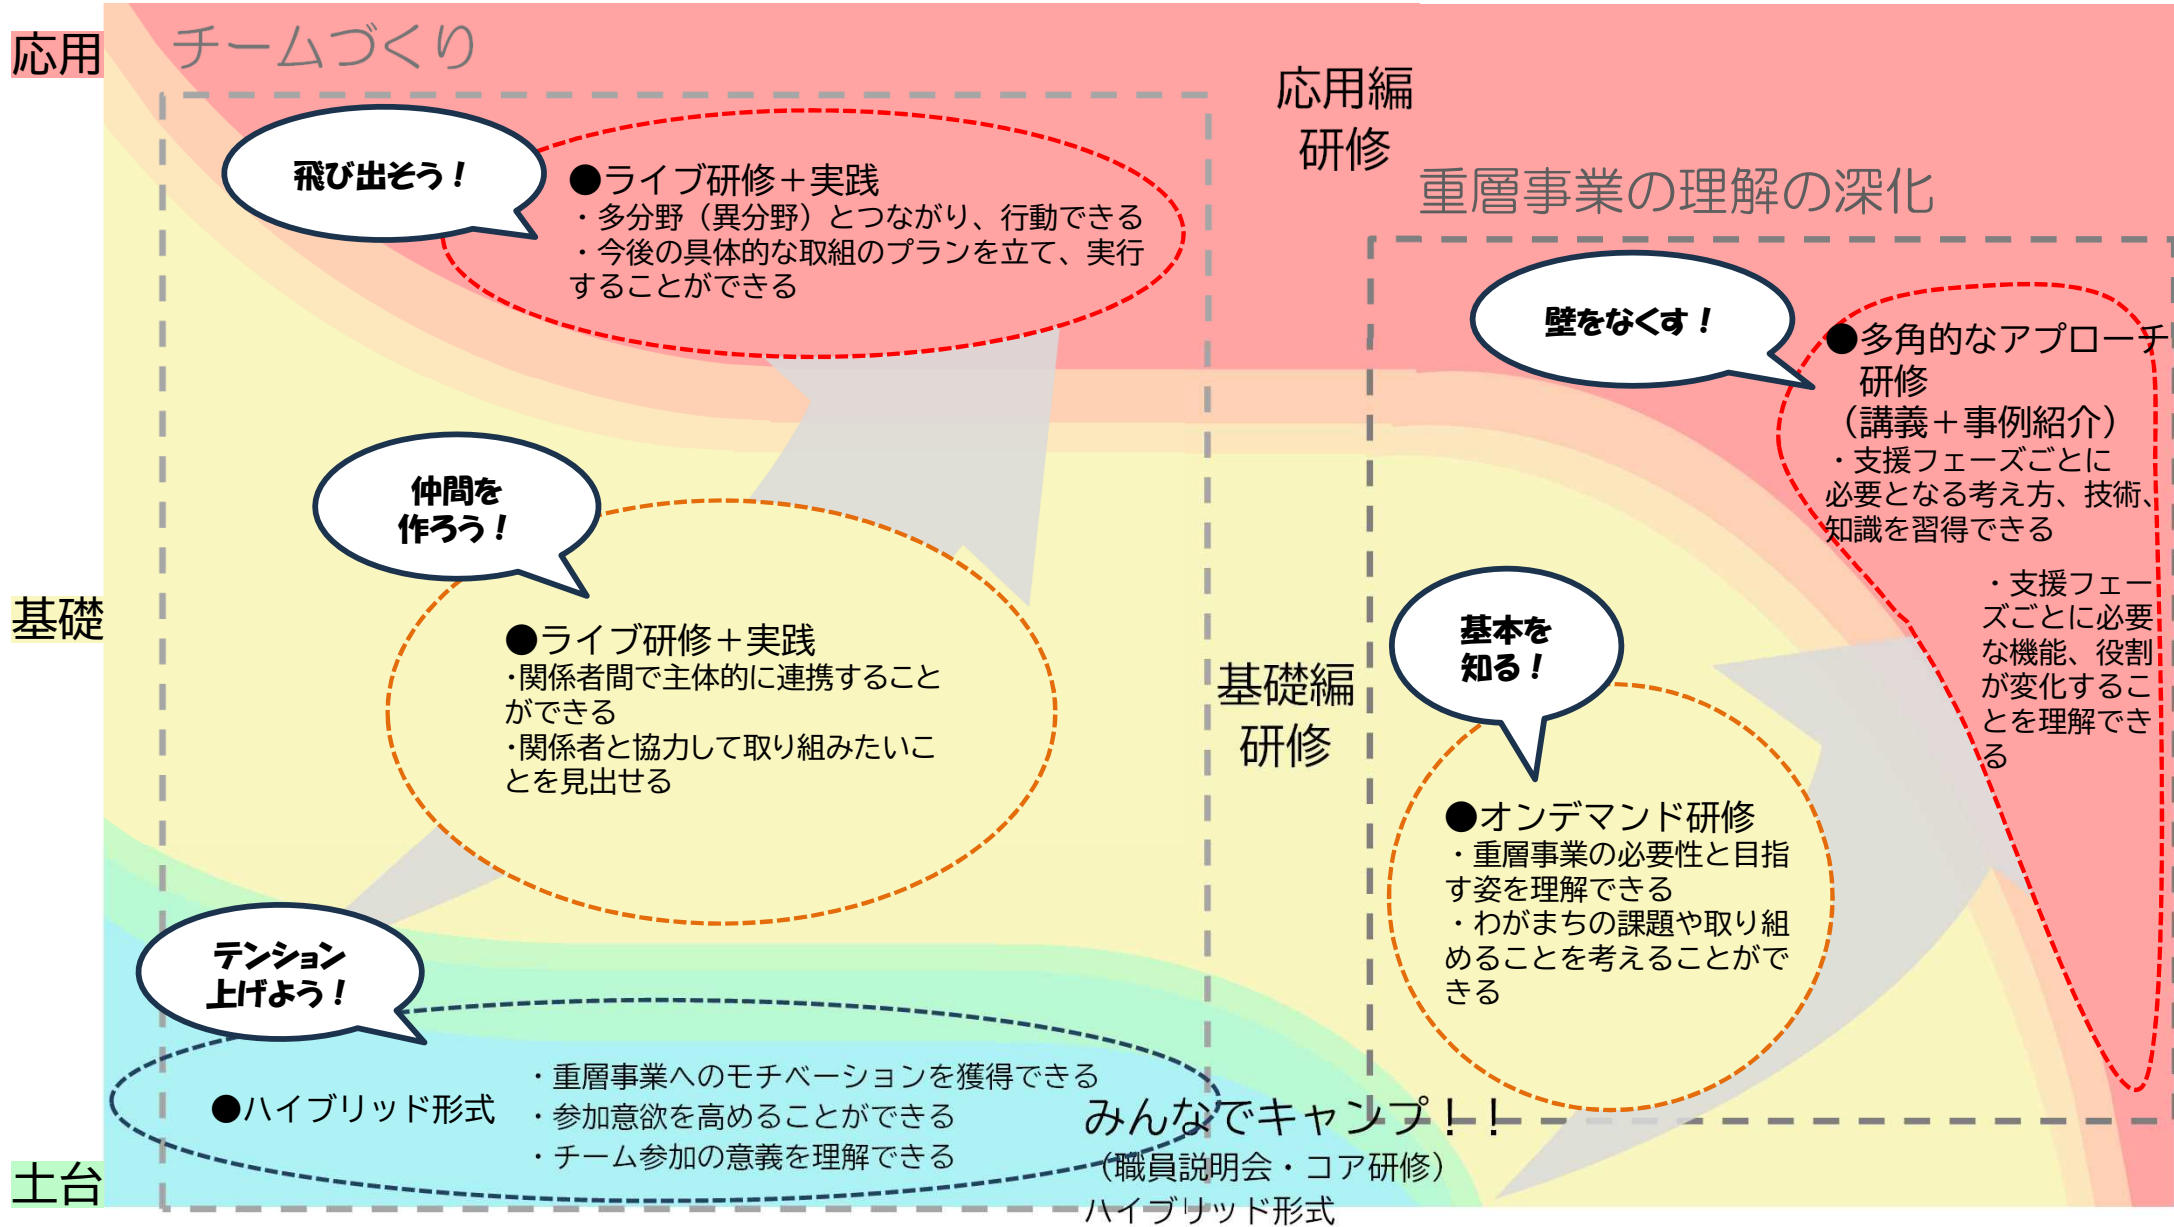 応用
チームづくり
応用編
研修
飛び出そう！
●ライブ研修＋実践
・多分野（異分野）とつながり、行動できる
・今後の具体的な取組のプランを立て、実行
することができる
重層事業の理解の深化
壁をなくす！
●多角的なアプローチ
研修
（講義＋事例紹介）
・支援フェーズごとに
必要となる考え方、技術、
知識を習得できる
・支援フェー
ズごとに必要
な機能、役割
が変化するこ
とを理解でき
る
基礎
仲間を
作ろう！
●ライブ研修＋実践
・関係者間で主体的に連携すること
ができる
・関係者と協力して取り組みたいこ
とを見出せる
基礎編
研修
基本を
知る！
●オンデマンド研修
・重層事業の必要性と目指
す姿を理解できる
・わがまちの課題や取り組
めることを考えることがで
きる
テンション
上げよう！
●ハイブリッド形式
・重層事業へのモチベーションを獲得できる
・参加意欲を高めることができる
・チーム参加の意義を理解できる
みんなでキャンプ！！
（職員説明会・コア研修）
ハイブリッド形式
土台